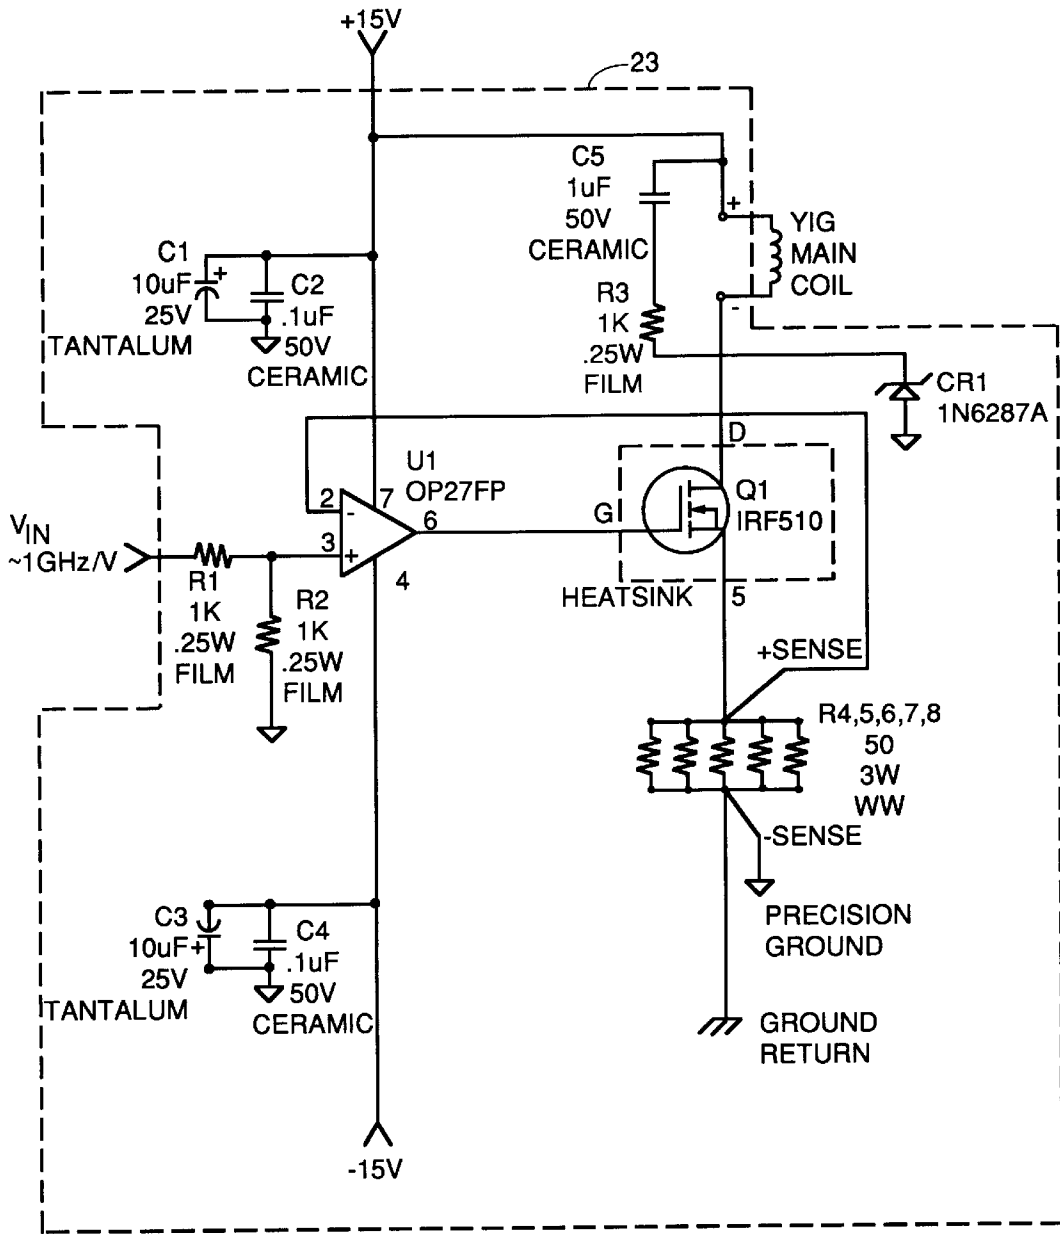 +15V
23
C5
1uF
50V
CERAMIC
+
YIG
MAIN
COIL
-
C1
10uF
25V
TANTALUM
+
C2
.1uF
50V
CERAMIC
R3
1K
.25W
FILM
CR1
1N6287A
D
U1
OP27FP
2
-
7
6
3
+
4
G
Q1
IRF510
HEATSINK
5
VIN
~1GHz/V
R1
1K
.25W
FILM
R2
1K
.25W
FILM
+SENSE
R4,5,6,7,8
50
3W
WW
-SENSE
PRECISION
GROUND
C3
10uF
25V
TANTALUM
+
C4
.1uF
50V
CERAMIC
GROUND
RETURN
-15V